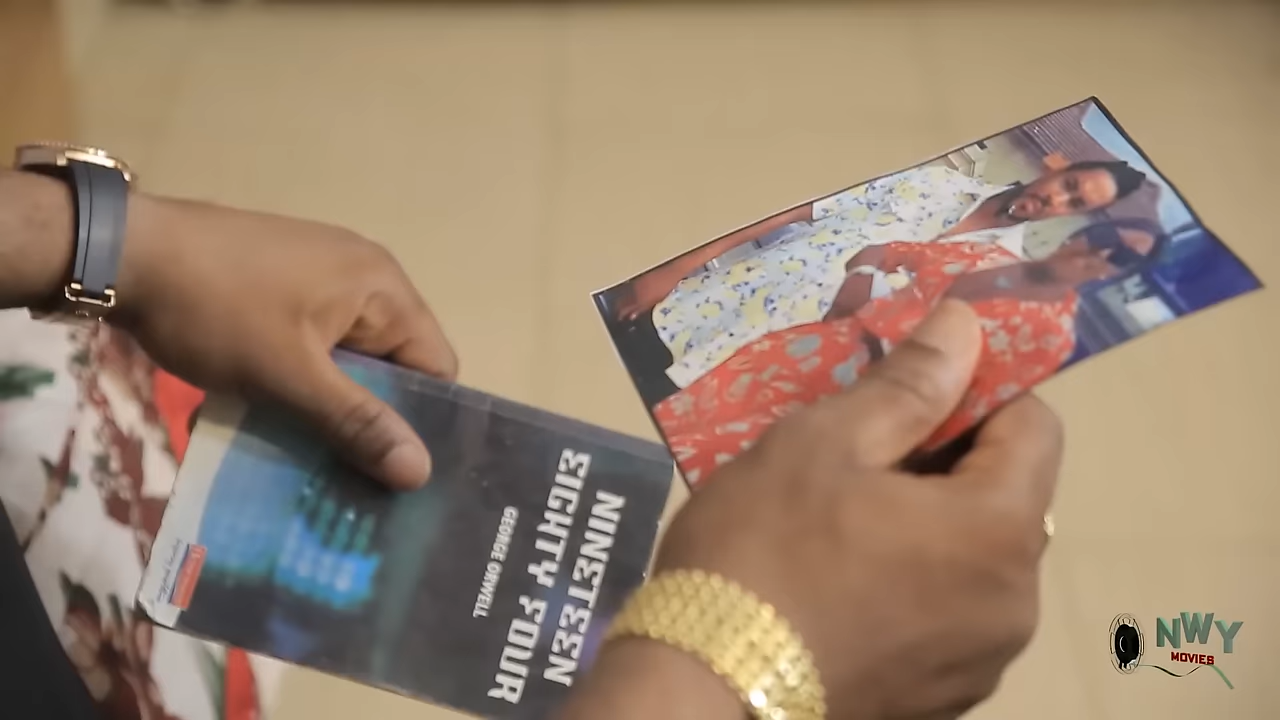 NINETEEN
EIGHTY FOUR
GEORGE ORWELL
NWY
MOVIES